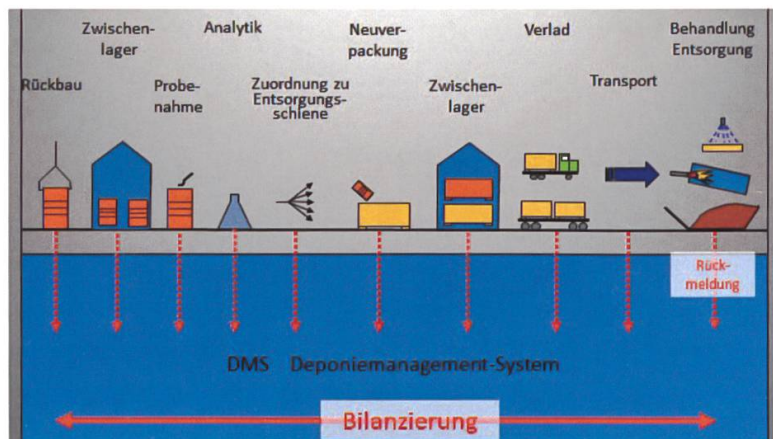 Zwischen-
lager
Analytik
Neuver-
packung
Verlad
Behandlung
Entsorgung
Rückbau
Probe-
nahme
Zuordnung zu
Entsorgungs-
schiene
Zwischen-
lager
Transport
Rück-
meldung
DMS Deponiemanagement-System
Bilanzierung